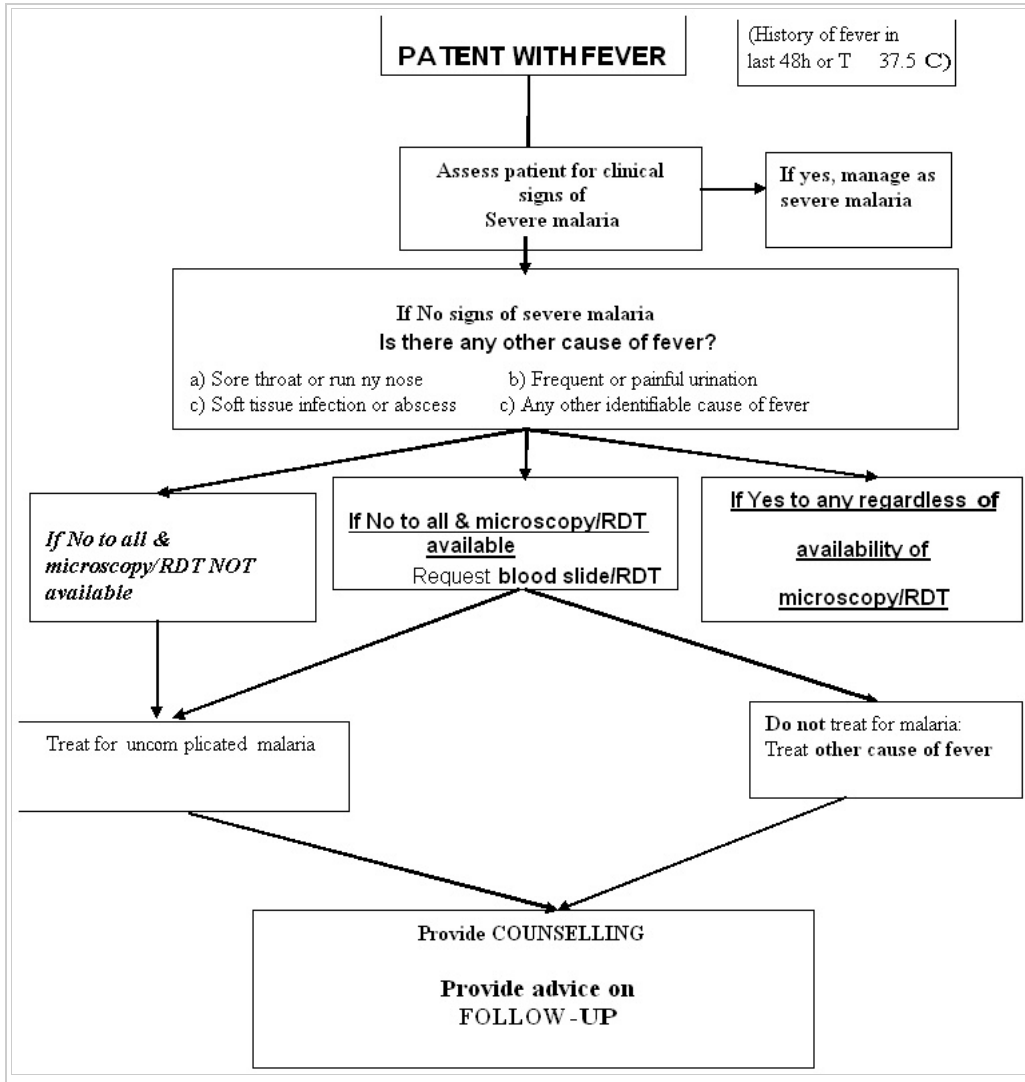 PATENT WITH FEVER
(History of fever in
last 48h or T 37.5 C)
Assess patient for clinical
signs of
Severe malaria
If yes, manage as
severe malaria
If No signs of severe malaria
Is there any other cause of fever?
a) Sore throat or run ny nose b) Frequent or painful urination
c) Soft tissue infection or abscess c) Any other identifiable cause of fever
If No to all &
microscopy/RDT NOT
available
If No to all & microscopy/RDT
available
Request blood slide/RDT
If Yes to any regardless of
availability of
microscopy/RDT
Treat for uncom plicated malaria
Do not treat for malaria:
Treat other cause of fever
Provide COUNSELLING
Provide advice on
FOLLOW-UP